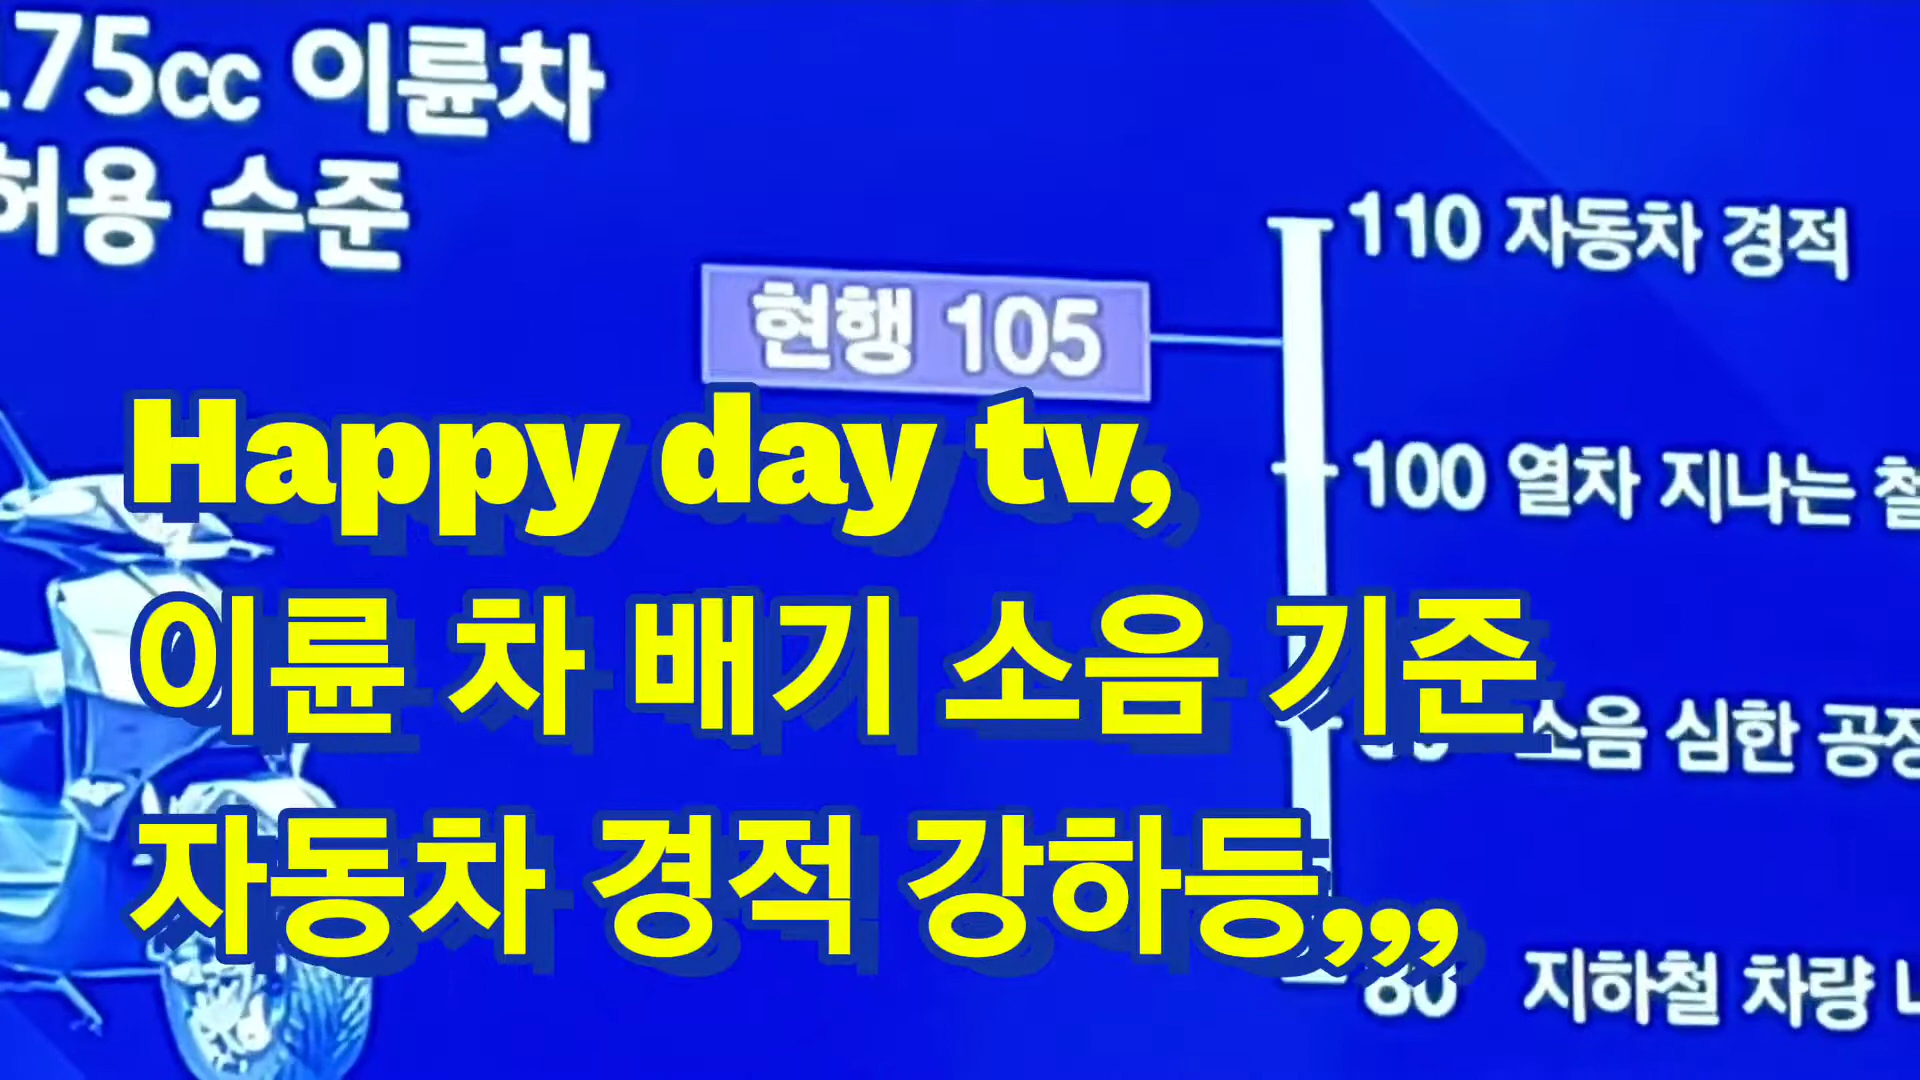 175cc 이륜차
허용 수준
현행 105
110 자동차 경적
100 열차 지나는
Happy day tv,
이륜 차 배기 소음 기준
소음 심한
자동차 경적 강하등,,,
80 지하철 차량